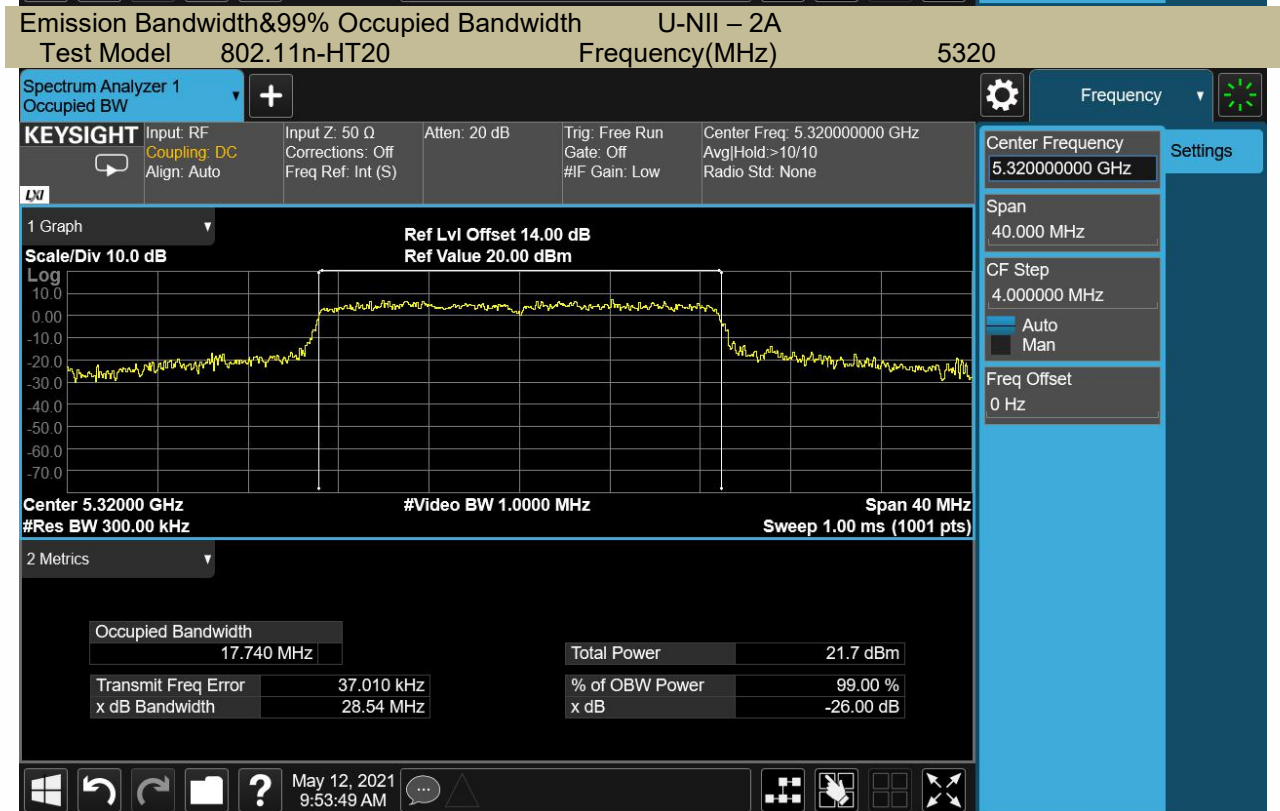 Emission Bandwidth&99% Occupied Bandwidth U-NII – 2A
Test Model 802.11n-HT20 Frequency(MHz) 5320
Spectrum Analyzer 1
Occupied BW
+
Frequency
KEYSIGHT
LXI
Input: RF
Coupling: DC
Align: Auto
Input Z: 50 Ω
Corrections: Off
Freq Ref: Int (S)
Atten: 20 dB
Trig: Free Run
Gate: Off
#IF Gain: Low
Center Freq: 5.320000000 GHz
Avg|Hold:>10/10
Radio Std: None
Center Frequency
5.320000000 GHz
Settings
Span
40.000 MHz
CF Step
4.000000 MHz
Auto
Man
Freq Offset
0 Hz
1 Graph
Scale/Div 10.0 dB
Ref Lvl Offset 14.00 dB
Ref Value 20.00 dBm
Log
10.0
0.00
-10.0
-20.0
-30.0
-40.0
-50.0
-60.0
-70.0
Center 5.32000 GHz #Video BW 1.0000 MHz Span 40 MHz
#Res BW 300.00 kHz Sweep 1.00 ms (1001 pts)
2 Metrics
Occupied Bandwidth
17.740 MHz
Total Power 21.7 dBm
Transmit Freq Error 37.010 kHz % of OBW Power 99.00 %
x dB Bandwidth 28.54 MHz x dB -26.00 dB
?
May 12, 2021
9:53:49 AM